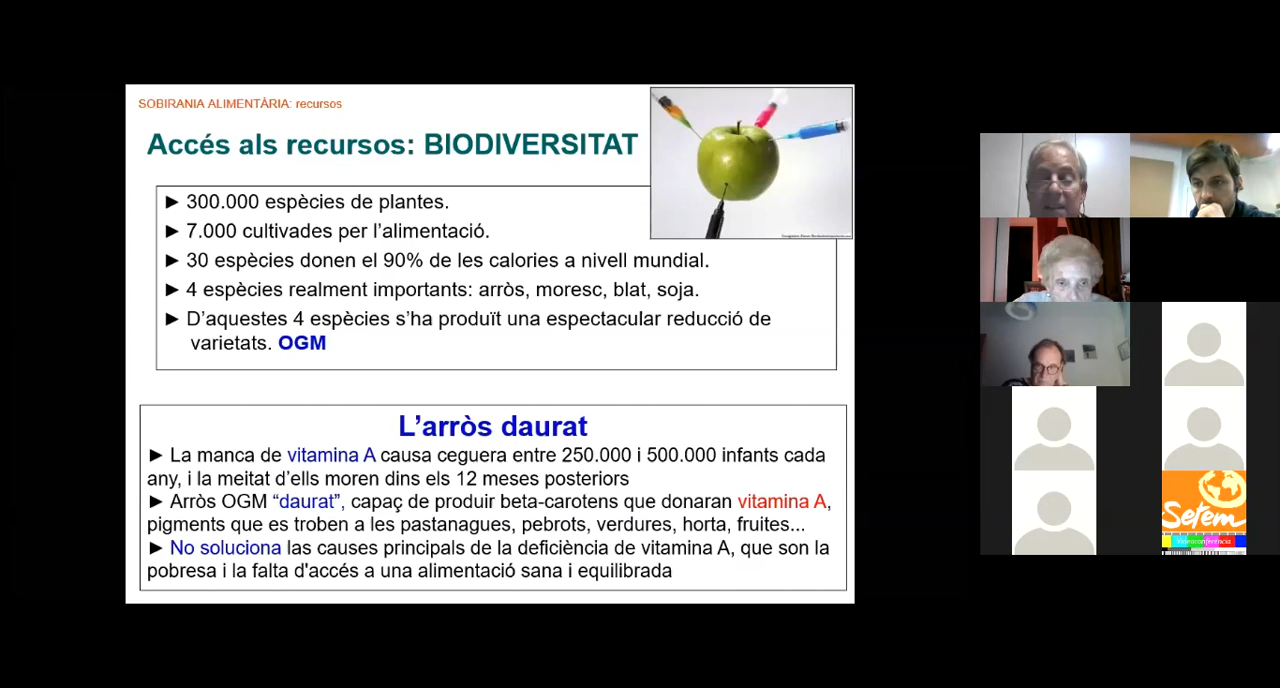 SOBIRANIA ALIMENTÀRIA: recursos
Accés als recursos: BIODIVERSITAT
► 300.000 espècies de plantes.
► 7.000 cultivades per l’alimentació.
► 30 espècies donen el 90% de les calories a nivell mundial.
► 4 espècies realment importants: arròs, moresc, blat, soja.
► D’aquestes 4 espècies s’ha produït una espectacular reducció de
varietats. OGM
L’arròs daurat
► La manca de vitamina A causa ceguera entre 250.000 i 500.000 infants cada
any, i la meitat d’ells moren dins els 12 mesos posteriors
► Arròs OGM “daurat”, capaç de produir beta-carotens que donaran vitamina A,
pigments que es troben a les pastanagues, pebrots, verdures, horta, fruites...
► No soluciona les causes principals de la deficiència de vitamina A, que son la
pobresa i la falta d'accés a una alimentació sana i equilibrada
Setem
Videoconferència